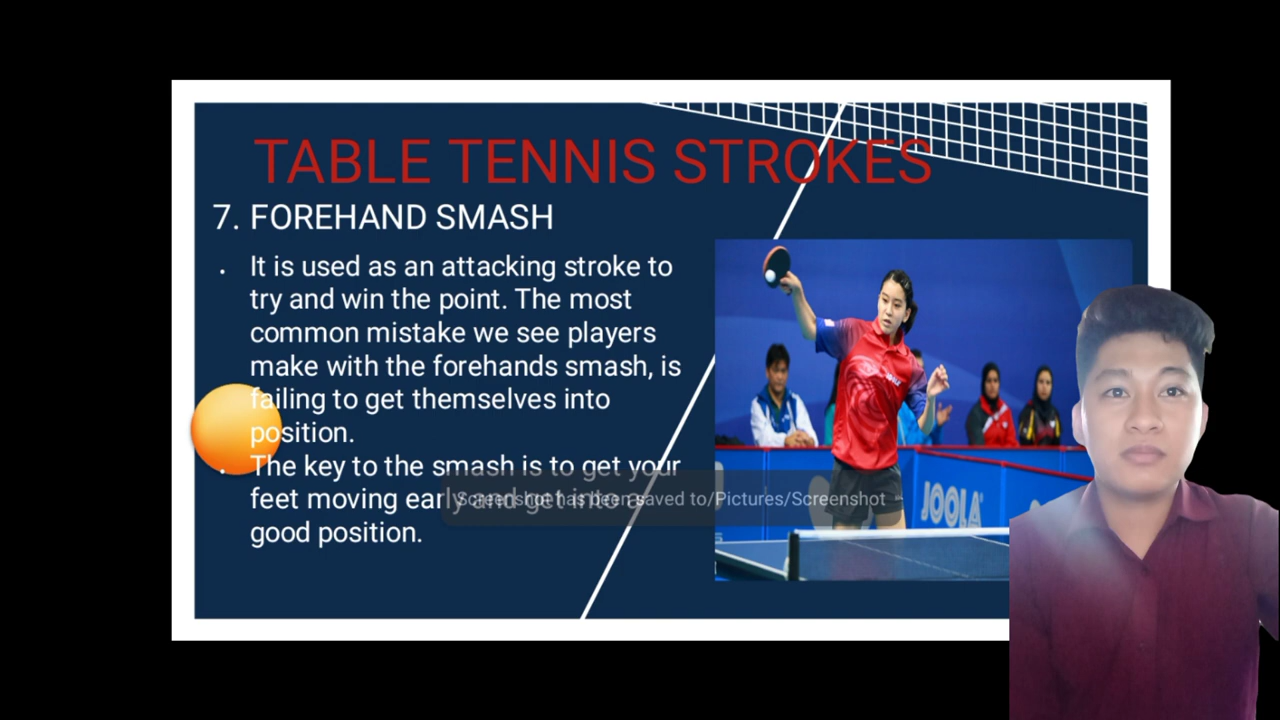 TABLE TENNIS STROKES
7. FOREHAND SMASH
• It is used as an attacking stroke to
try and win the point. The most
common mistake we see players
make with the forehands smash, is
failing to get themselves into
position.
• The key to the smash is to get your
feet moving early and get into a
good position.
Screenshot has been saved to/Pictures/Screenshot
JOOLA